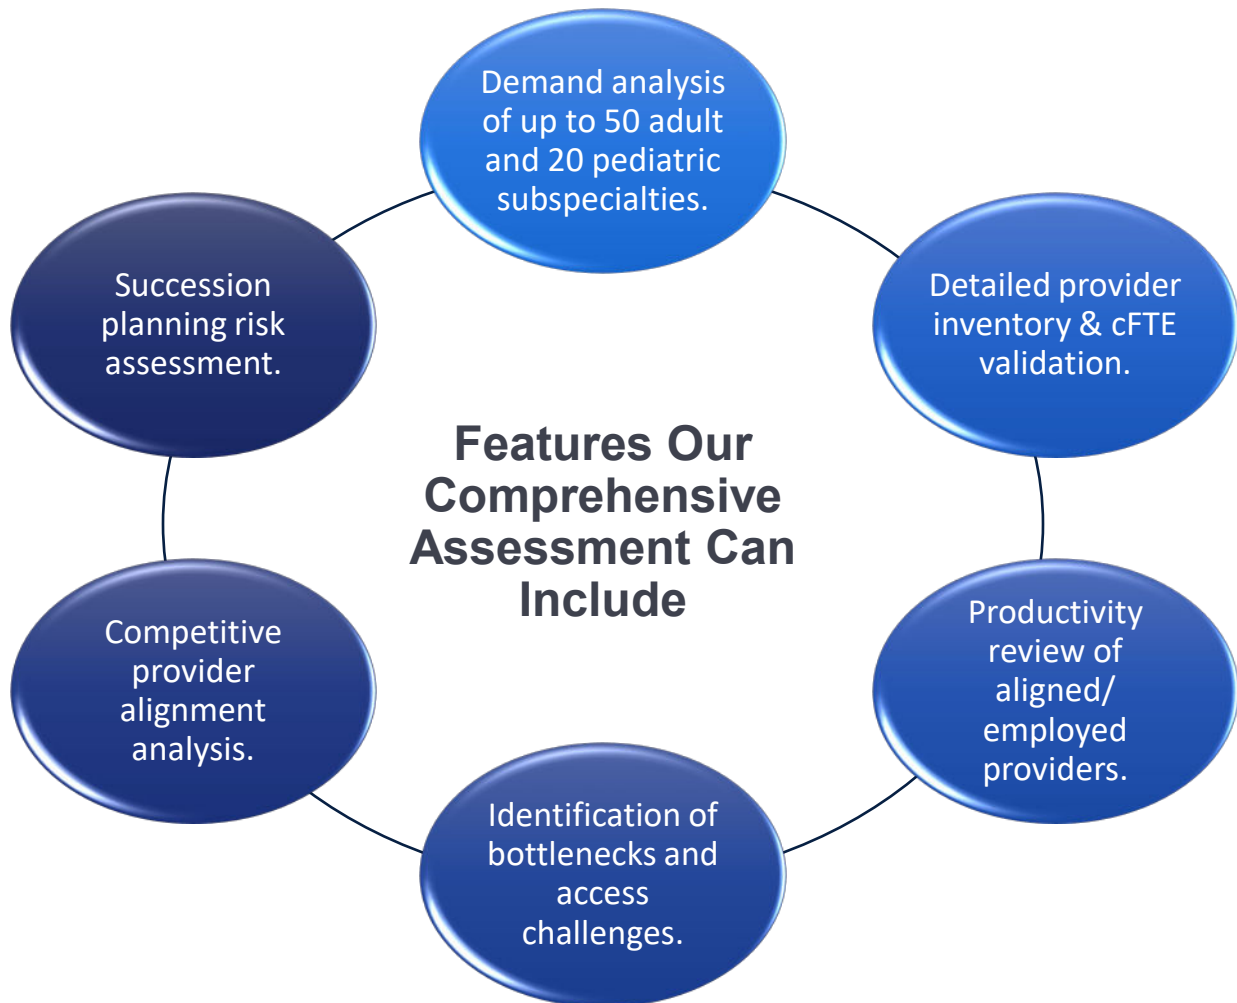 Demand analysis
of up to 50 adult
and 20 pediatric
subspecialties.
Detailed provider
inventory & cFTE
validation.
Productivity
review of
aligned/
employed
providers.
Identification of
bottlenecks and
access
challenges.
Competitive
provider
alignment
analysis.
Succession
planning risk
assessment.
Features Our
Comprehensive
Assessment Can
Include